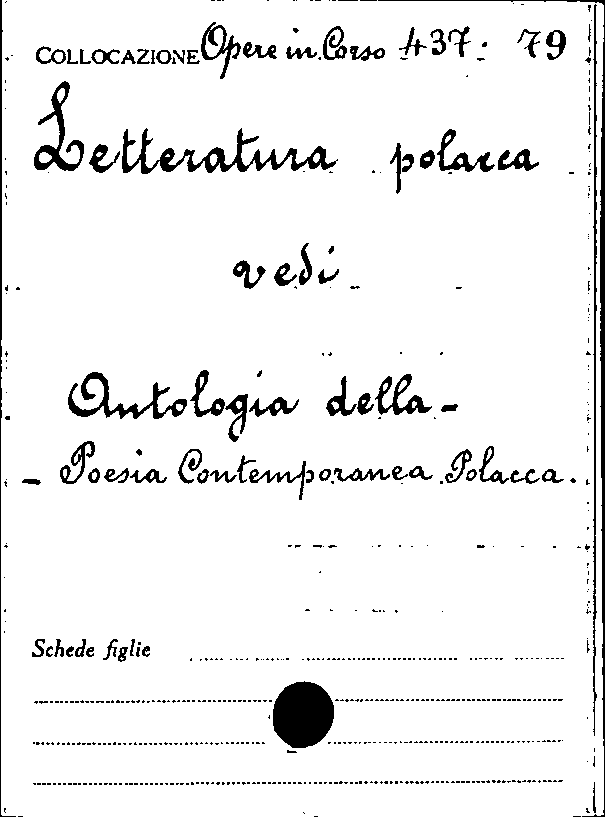 COLLOCAZIONE Opere in Corso 437: 79
Letteratura polacca
vedi
Antologia della -
- Poesia Contemporanea Polacca.
Schede figlie